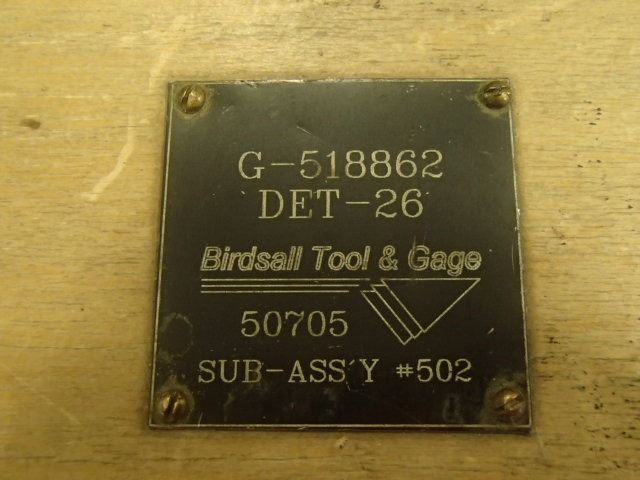 G-518862
DET-26
Birdsall Tool & Gage
50705
SUB-ASS'Y #502